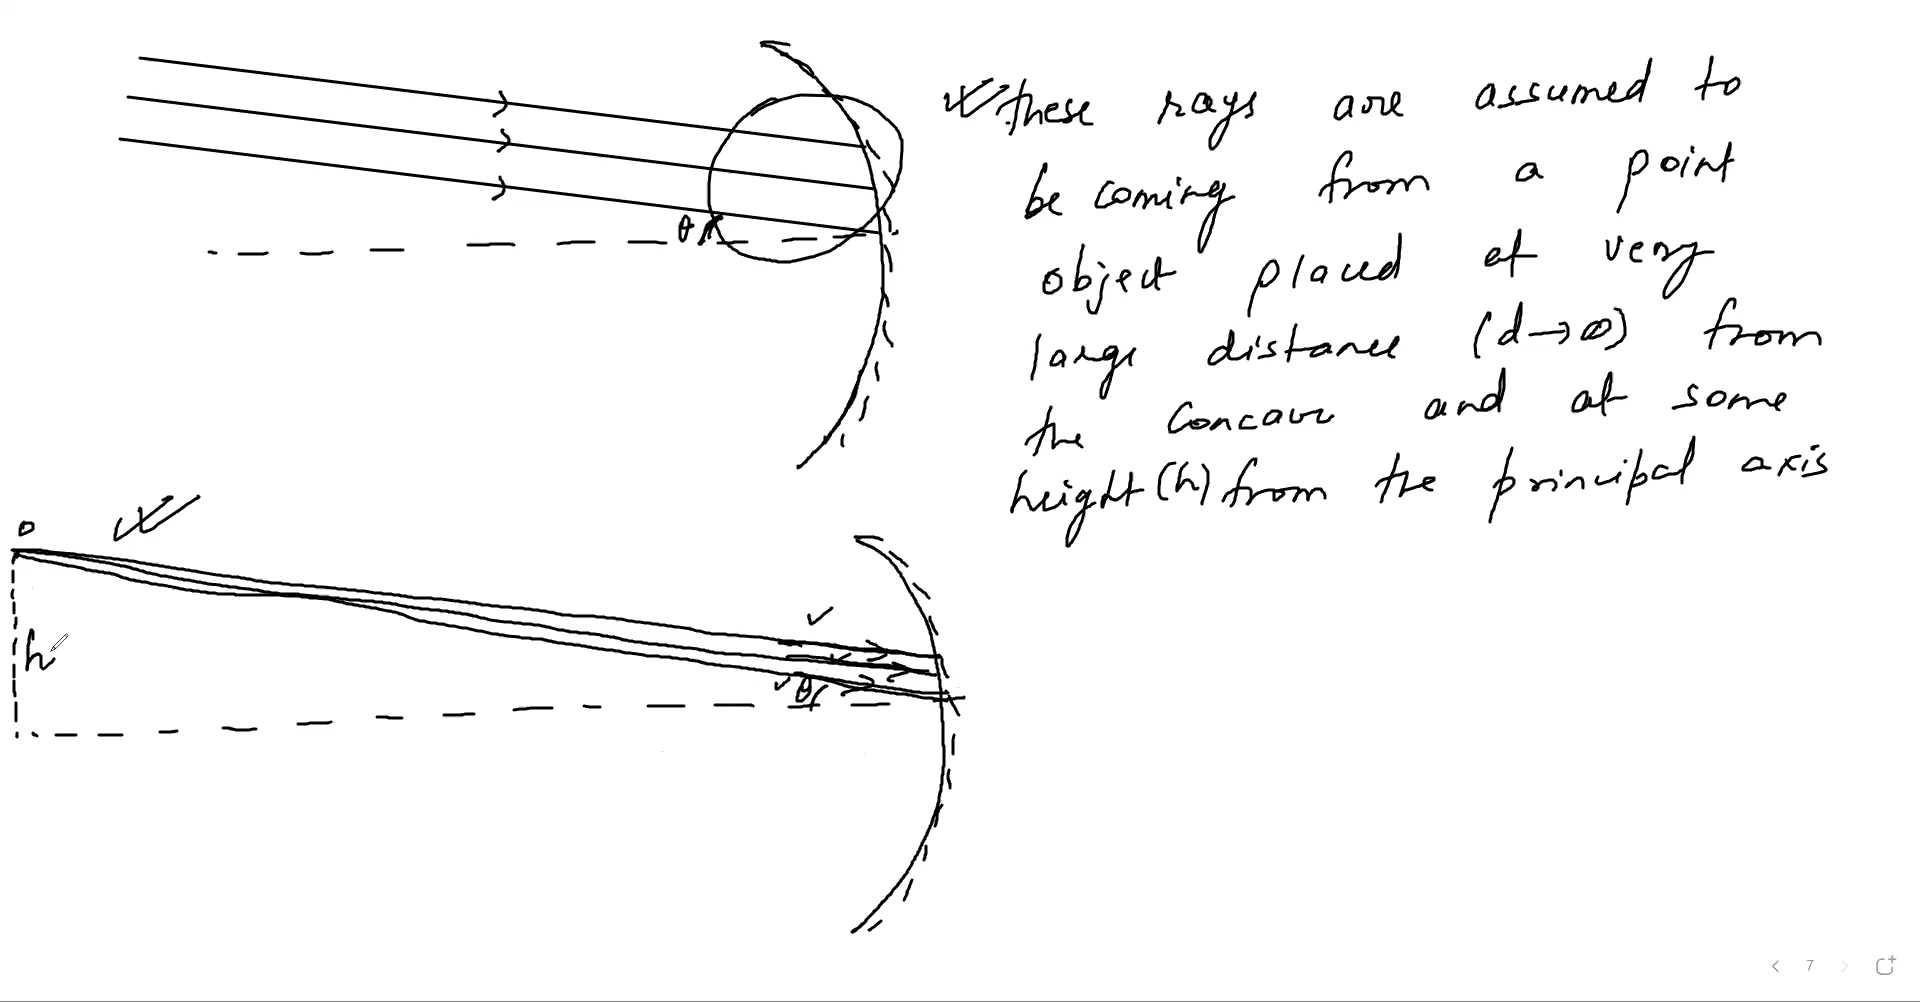 these rays are assumed to
be coming from a point
object placed at very
large distance (d→∞) from
the concave and at some
height (h) from the principal axis
θ
O
h
θ
7